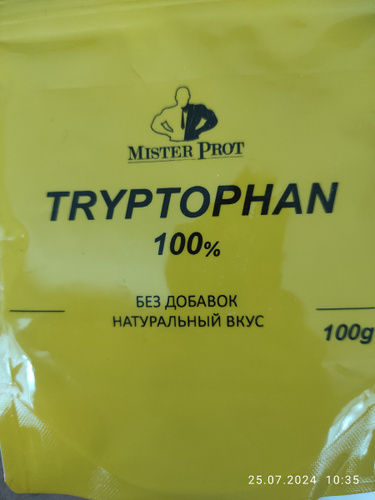 MISTER PROT
TRYPTOPHAN
100%
БЕЗ ДОБАВОК
НАТУРАЛЬНЫЙ ВКУС
100g
25.07.2024 10:35